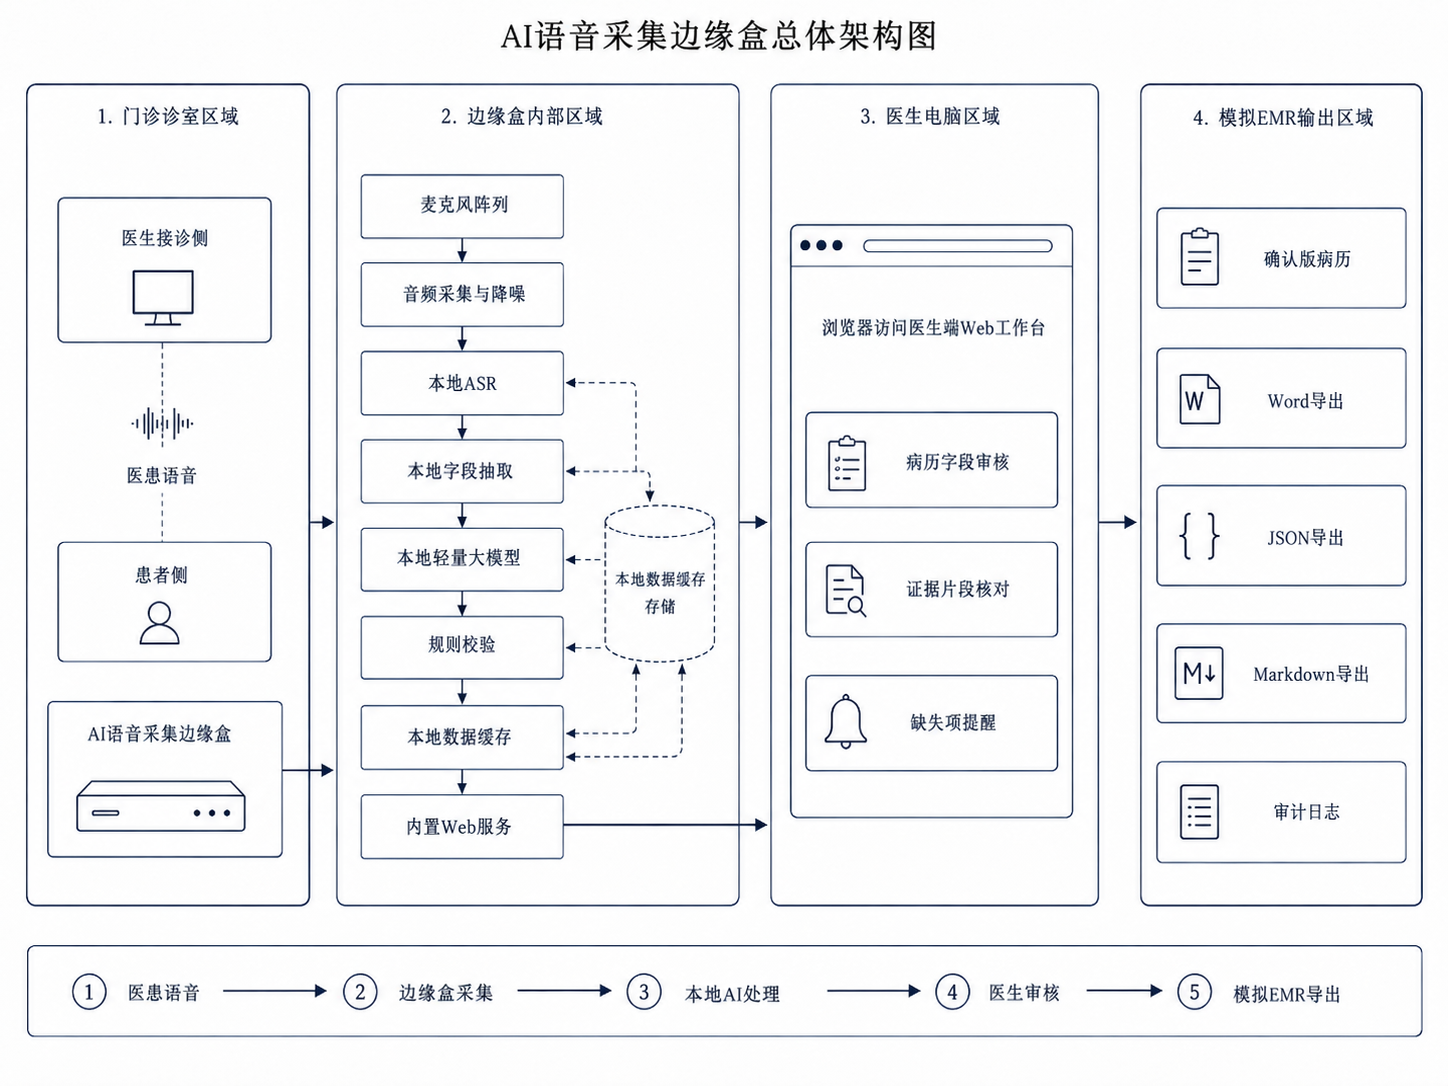 AI语音采集边缘盒总体架构图
1. 门诊诊室区域
医生接诊侧
医患语音
患者侧
AI语音采集边缘盒
2. 边缘盒内部区域
麦克风阵列
音频采集与降噪
本地ASR
本地字段抽取
本地轻量大模型
规则校验
本地数据缓存
内置Web服务
本地数据缓存
存储
3. 医生电脑区域
浏览器访问医生端Web工作台
病历字段审核
证据片段核对
缺失项提醒
4. 模拟EMR输出区域
确认版病历
W
Word导出
{ }
JSON导出
M↓
Markdown导出
审计日志
1 医患语音
2 边缘盒采集
3 本地AI处理
4 医生审核
5 模拟EMR导出